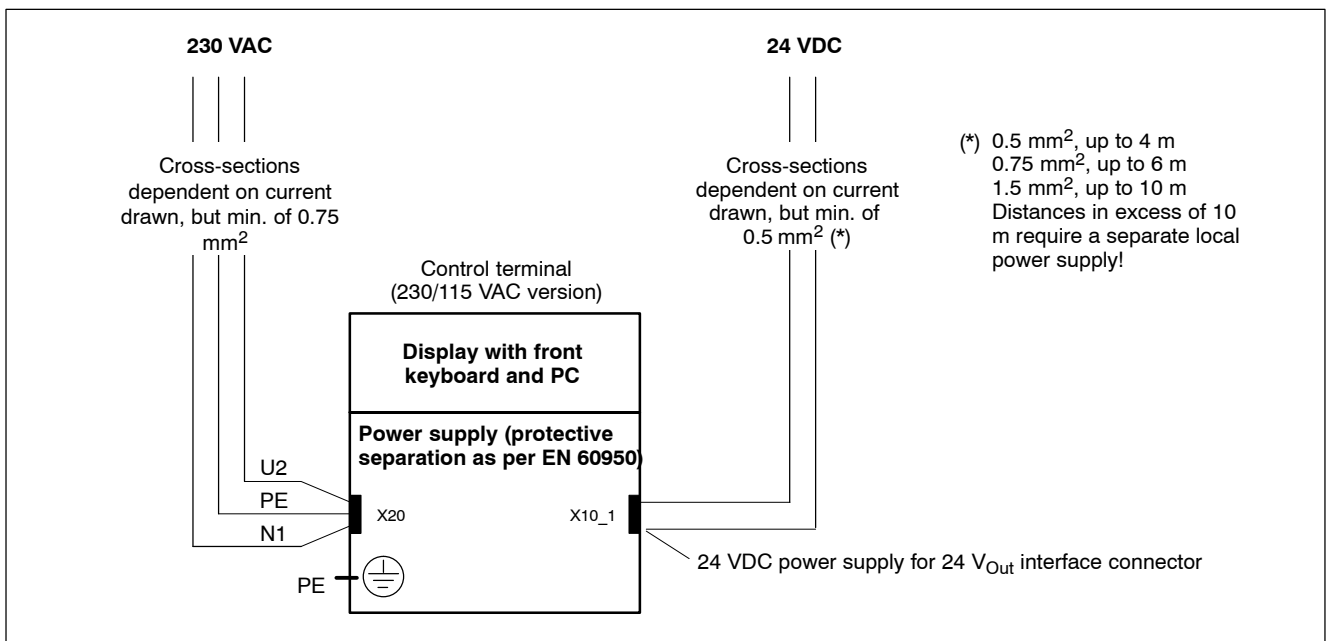 230 VAC
24 VDC
Cross-sections
dependent on current
drawn, but min. of 0.75
mm²
Cross-sections
dependent on current
drawn, but min. of
0.5 mm² (*)
(*) 0.5 mm², up to 4 m
0.75 mm², up to 6 m
1.5 mm², up to 10 m
Distances in excess of 10
m require a separate local
power supply!
Control terminal
(230/115 VAC version)
Display with front
keyboard and PC
Power supply (protective
separation as per EN 60950)
U2
PE
N1
X20
X10_1
24 VDC power supply for 24 V_Out interface connector
PE